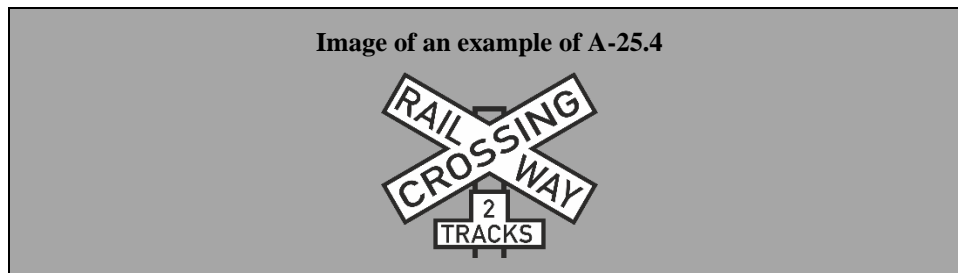 Image of an example of A-25.4
RAIL WAY
CROSSING
2
TRACKS